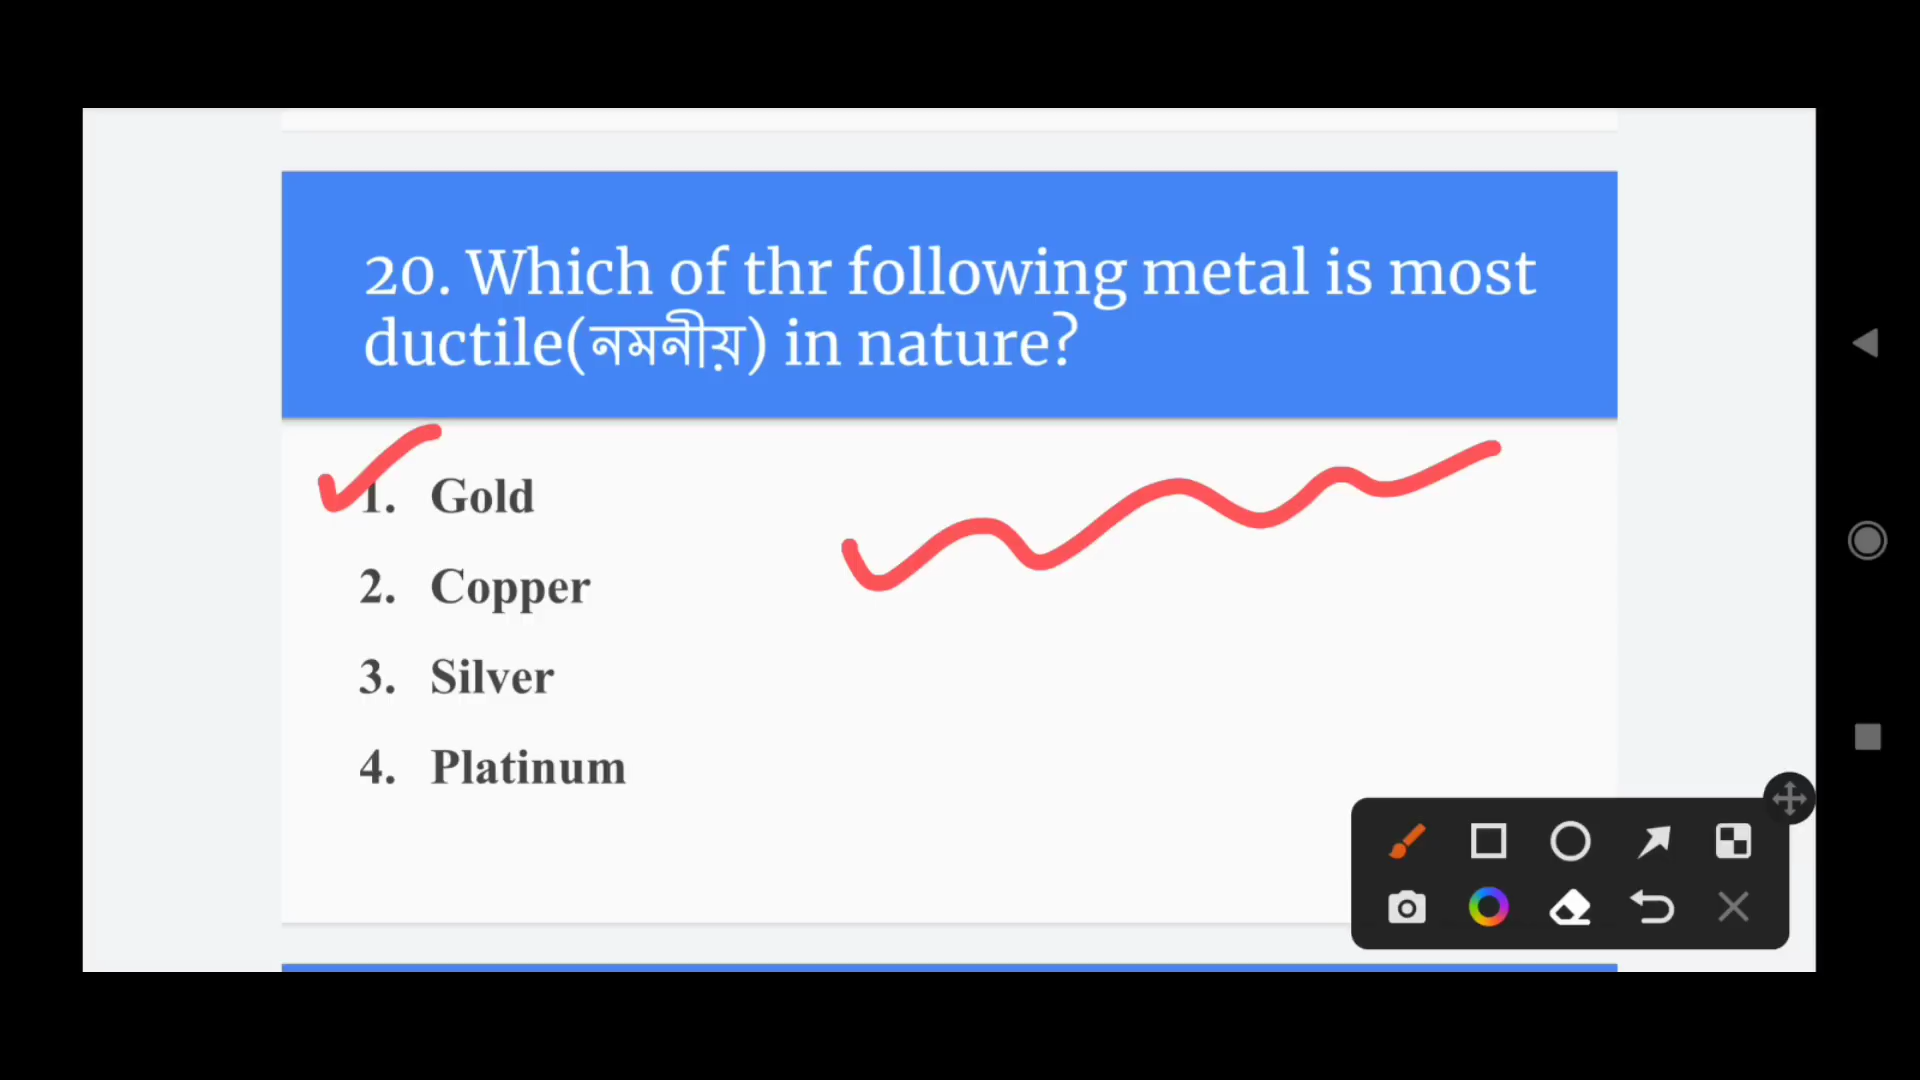 20. Which of thr following metal is most
ductile(নমনীয়) in nature?
1. Gold
2. Copper
3. Silver
4. Platinum